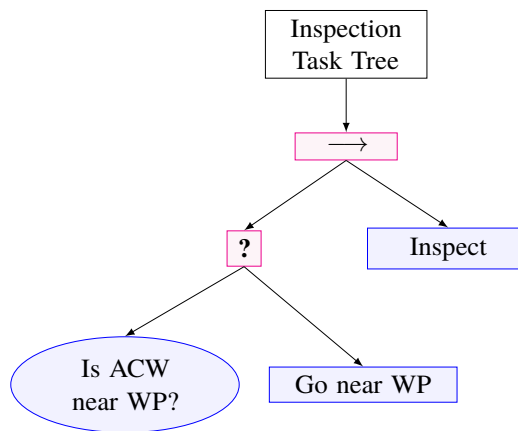 Inspection
Task Tree
→
?
Inspect
Is ACW
near WP?
Go near WP